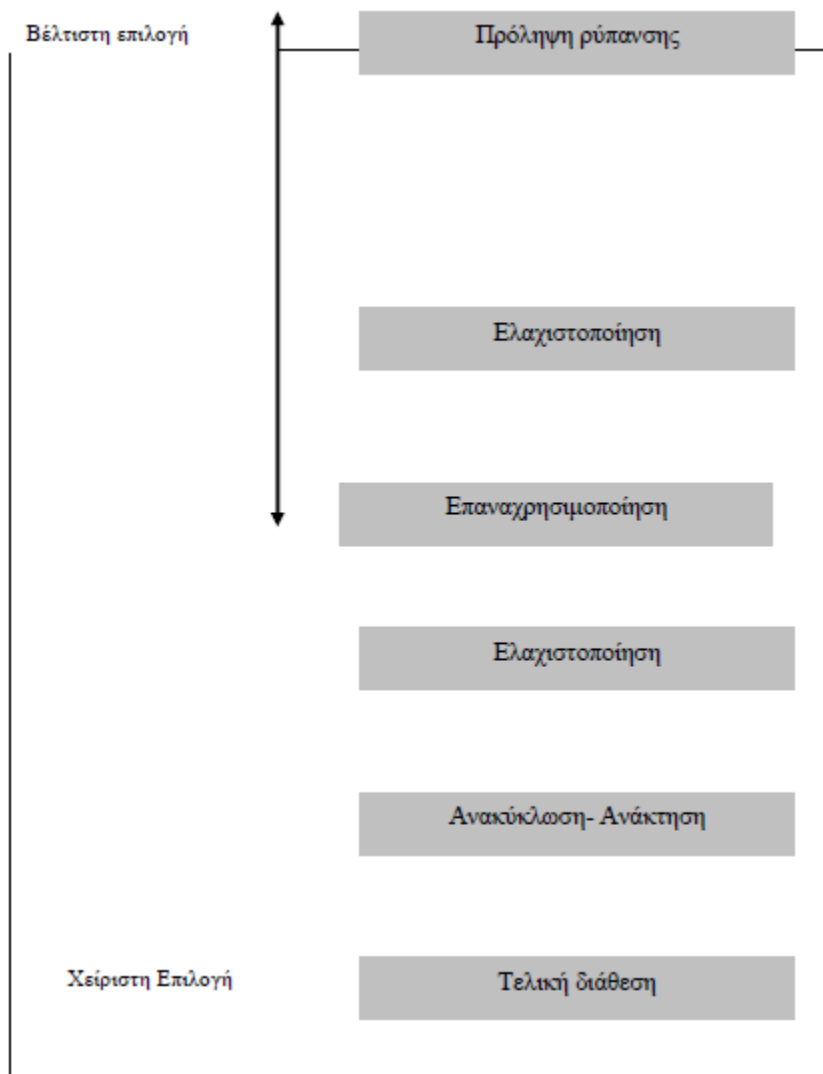 Βέλτιστη επιλογή
Πρόληψη ρύπανσης
Ελαχιστοποίηση
Επαναχρησιμοποίηση
Ελαχιστοποίηση
Ανακύκλωση- Ανάκτηση
Χείριστη Επιλογή
Τελική διάθεση